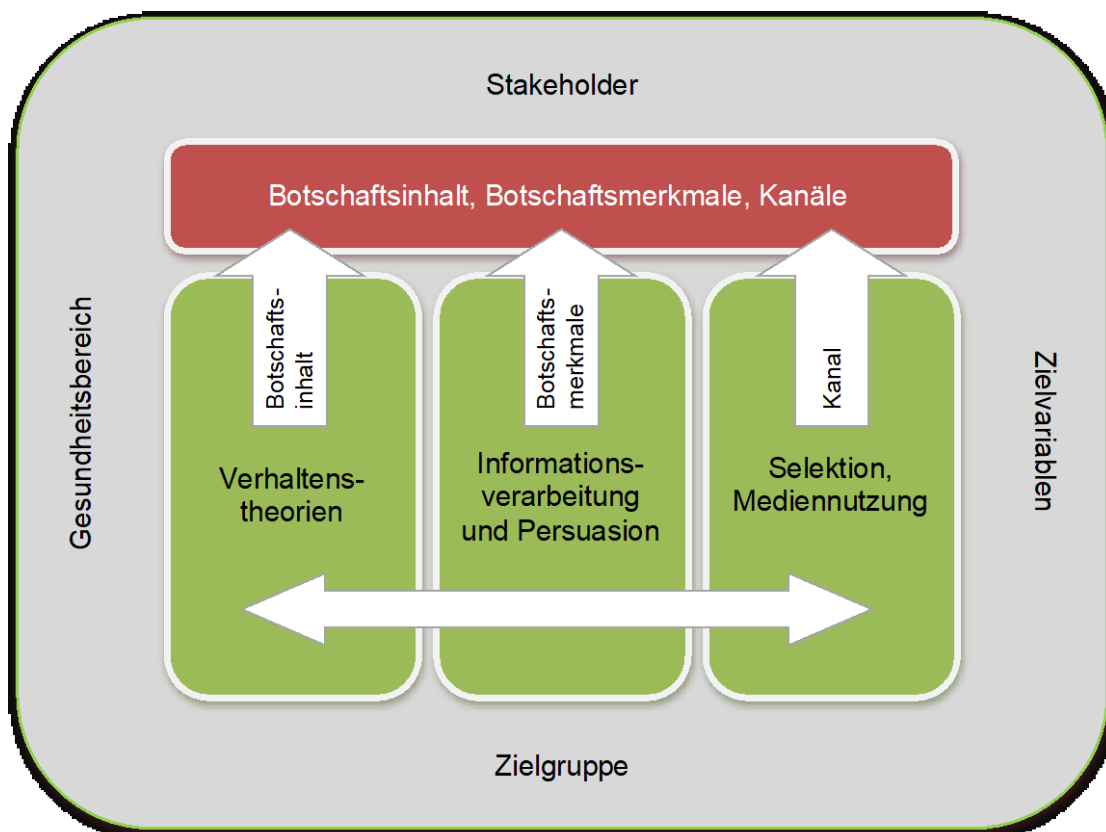 Stakeholder
Botschaftsinhalt, Botschaftsmerkmale, Kanäle
Gesundheitsbereich
Botschafts-
inhalt
Botschafts-
merkmale
Kanal
Zielvariablen
Verhaltens-
theorien
Informations-
verarbeitung
und Persuasion
Selektion,
Mediennutzung
Zielgruppe